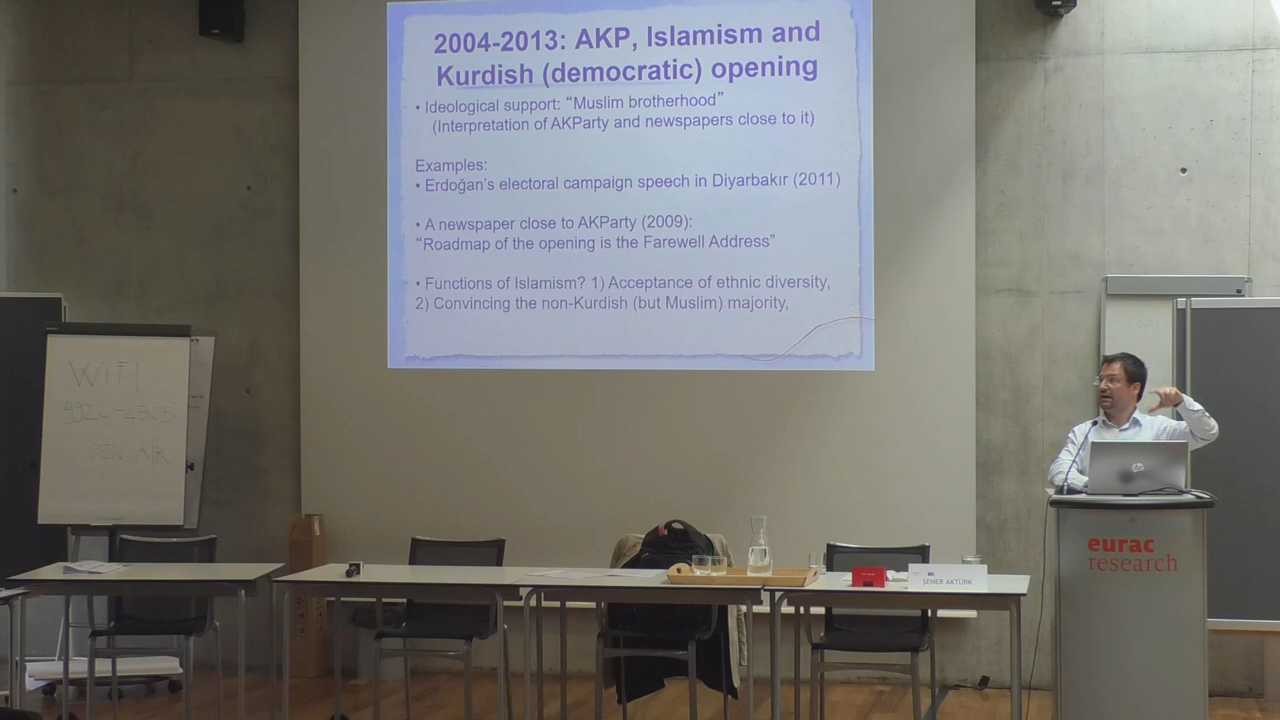 2004-2013: AKP, Islamism and
Kurdish (democratic) opening
• Ideological support: “Muslim brotherhood”
(Interpretation of AKParty and newspapers close to it)
Examples:
• Erdoğan’s electoral campaign speech in Diyarbakır (2011)
• A newspaper close to AKParty (2009):
“Roadmap of the opening is the Farewell Address”
• Functions of Islamism? 1) Acceptance of ethnic diversity,
2) Convincing the non-Kurdish (but Muslim) majority,
WIFI
OPEN AIR
hp
ŞENER AKTÜRK
eurac
research